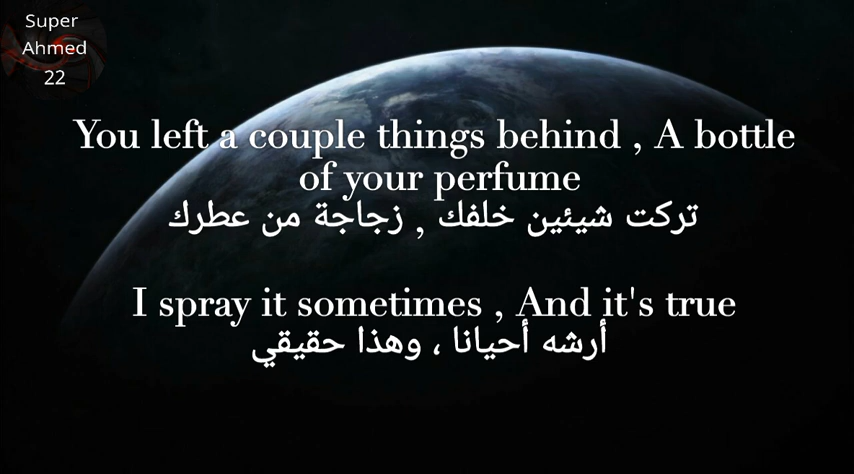 Super
Ahmed
22
You left a couple things behind , A bottle
of your perfume
تركت شيئين خلفك , زجاجة من عطرك
I spray it sometimes , And it's true
أرشه أحيانا ، وهذا حقيقي